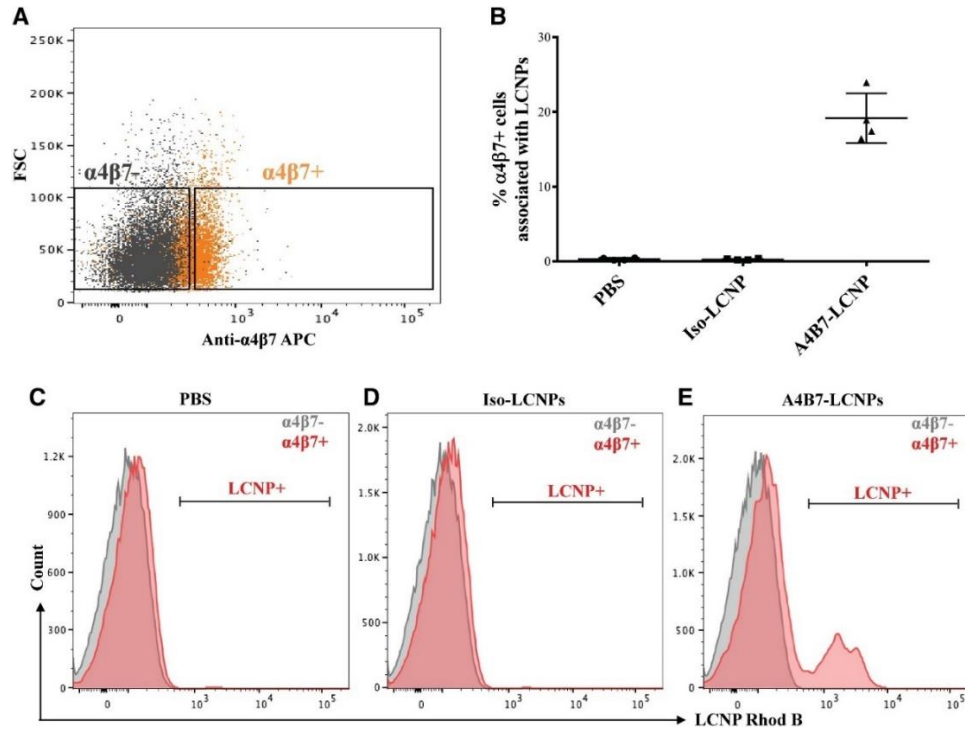 A
250K
200K
150K
100K
50K
0
FSC
α4β7-
α4β7+
0
10³
10⁴
10⁵
Anti-α4β7 APC
B
30
20
10
0
% α4β7+ cells
associated with LCNPs
PBS
Iso-LCNP
A4B7-LCNP
C
PBS
α4β7-
α4β7+
LCNP+
1.2K
900
600
300
0
0
10³
10⁴
10⁵
Count
D
Iso-LCNPs
α4β7-
α4β7+
LCNP+
2.0K
1.5K
1.0K
500
0
0
10³
10⁴
10⁵
E
A4B7-LCNPs
α4β7-
α4β7+
LCNP+
2.0K
1.5K
1.0K
500
0
0
10³
10⁴
10⁵
LCNP Rhod B